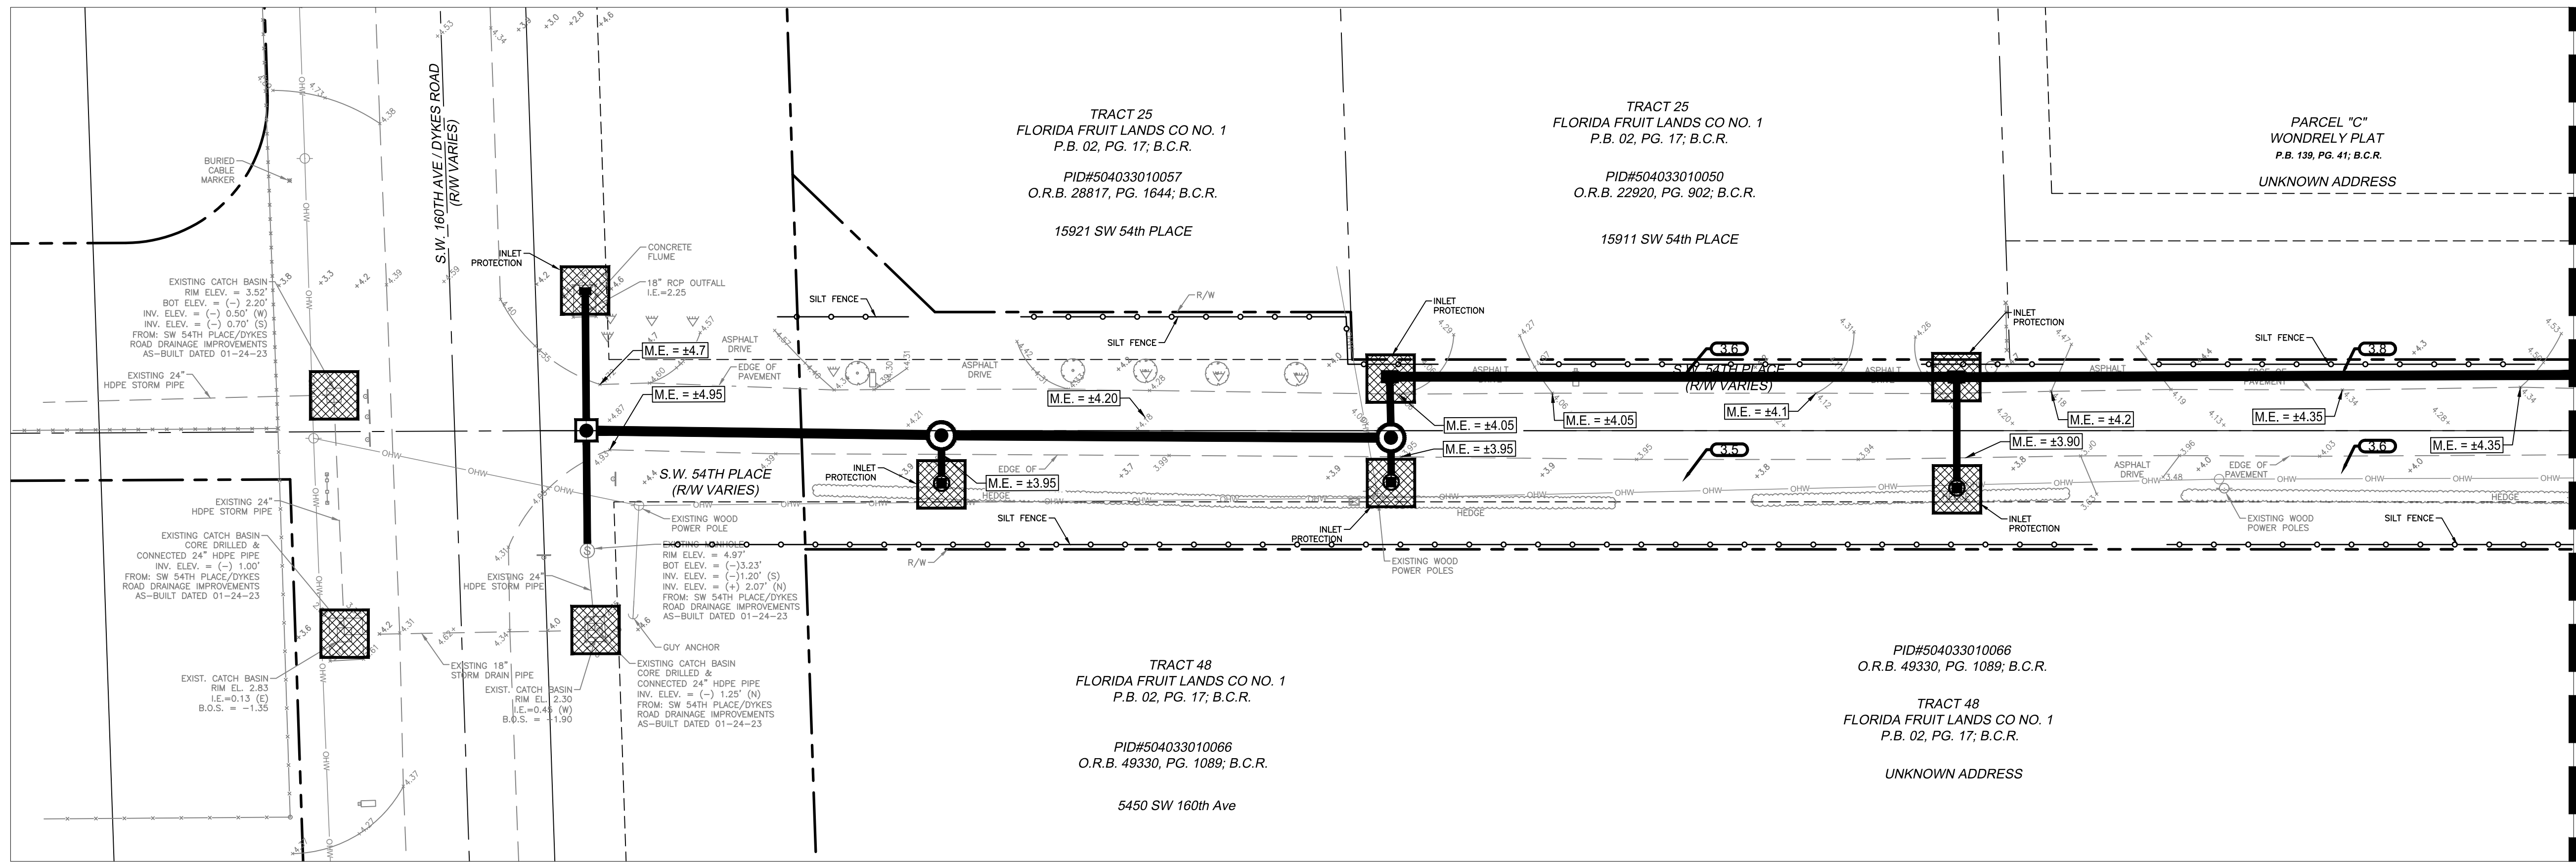 S.W. 160TH AVE / DYKES ROAD
(R/W VARIES)
BURIED
CABLE
MARKER
TRACT 25
FLORIDA FRUIT LANDS CO NO. 1
P.B. 02, PG. 17; B.C.R.
PID#504033010057
O.R.B. 28817, PG. 1644; B.C.R.
15921 SW 54th PLACE
TRACT 25
FLORIDA FRUIT LANDS CO NO. 1
P.B. 02, PG. 17; B.C.R.
PID#504033010050
O.R.B. 22920, PG. 902; B.C.R.
15911 SW 54th PLACE
PARCEL "C"
WONDRELY PLAT
P.B. 139, PG. 41; B.C.R.
UNKNOWN ADDRESS
INLET
PROTECTION
CONCRETE
FLUME
18" RCP OUTFALL
I.E.=2.25
EXISTING CATCH BASIN
RIM ELEV. = 3.52'
BOT ELEV. = (-) 2.20'
INV. ELEV. = (-) 0.50' (W)
INV. ELEV. = (-) 0.70' (S)
FROM: SW 54TH PLACE/DYKES
ROAD DRAINAGE IMPROVEMENTS
AS-BUILT DATED 01-24-23
EXISTING 24"
HDPE STORM PIPE
SILT FENCE
R/W
SILT FENCE
INLET
PROTECTION
INLET
PROTECTION
SILT FENCE
ASPHALT
DRIVE
EDGE OF
PAVEMENT
ASPHALT
DRIVE
ASPHALT
S.W. 54TH PLACE
(R/W VARIES)
ASPHALT
ASPHALT
PAVEMENT
3.6
3.8
M.E. = ±4.7
M.E. = ±4.95
M.E. = ±4.20
M.E. = ±4.05
M.E. = ±4.05
M.E. = ±4.1
M.E. = ±4.2
M.E. = ±4.35
M.E. = ±4.35
M.E. = ±3.95
M.E. = ±3.95
M.E. = ±3.90
3.5
3.6
S.W. 54TH PLACE
(R/W VARIES)
INLET
PROTECTION
EDGE OF
HEDGE
HEDGE
ASPHALT
DRIVE
EDGE OF
PAVEMENT
HEDGE
OHW
OHW
OHW
OHW
EXISTING 24"
HDPE STORM PIPE
EXISTING CATCH BASIN
CORE DRILLED &
CONNECTED 24" HDPE PIPE
INV. ELEV. = (-) 1.00'
FROM: SW 54TH PLACE/DYKES
ROAD DRAINAGE IMPROVEMENTS
AS-BUILT DATED 01-24-23
EXISTING WOOD
POWER POLE
SILT FENCE
INLET
PROTECTION
INLET
PROTECTION
EXISTING WOOD
POWER POLES
SILT FENCE
EXISTING MANHOLE
RIM ELEV. = 4.97'
BOT ELEV. = (-)3.23'
INV. ELEV. = (-)1.20' (S)
INV. ELEV. = (+) 2.07' (N)
FROM: SW 54TH PLACE/DYKES
ROAD DRAINAGE IMPROVEMENTS
AS-BUILT DATED 01-24-23
R/W
EXISTING WOOD
POWER POLES
EXISTING 24"
HDPE STORM PIPE
GUY ANCHOR
EXISTING 18"
STORM DRAIN PIPE
EXIST. CATCH BASIN
RIM EL. 2.83
I.E.=0.13 (E)
B.O.S. = -1.35
EXIST. CATCH BASIN
RIM EL. 2.30
I.E.=0.45 (W)
B.O.S. = -1.90
EXISTING CATCH BASIN
CORE DRILLED &
CONNECTED 24" HDPE PIPE
INV. ELEV. = (-) 1.25' (N)
FROM: SW 54TH PLACE/DYKES
ROAD DRAINAGE IMPROVEMENTS
AS-BUILT DATED 01-24-23
TRACT 48
FLORIDA FRUIT LANDS CO NO. 1
P.B. 02, PG. 17; B.C.R.
PID#504033010066
O.R.B. 49330, PG. 1089; B.C.R.
5450 SW 160th Ave
PID#504033010066
O.R.B. 49330, PG. 1089; B.C.R.
TRACT 48
FLORIDA FRUIT LANDS CO NO. 1
P.B. 02, PG. 17; B.C.R.
UNKNOWN ADDRESS